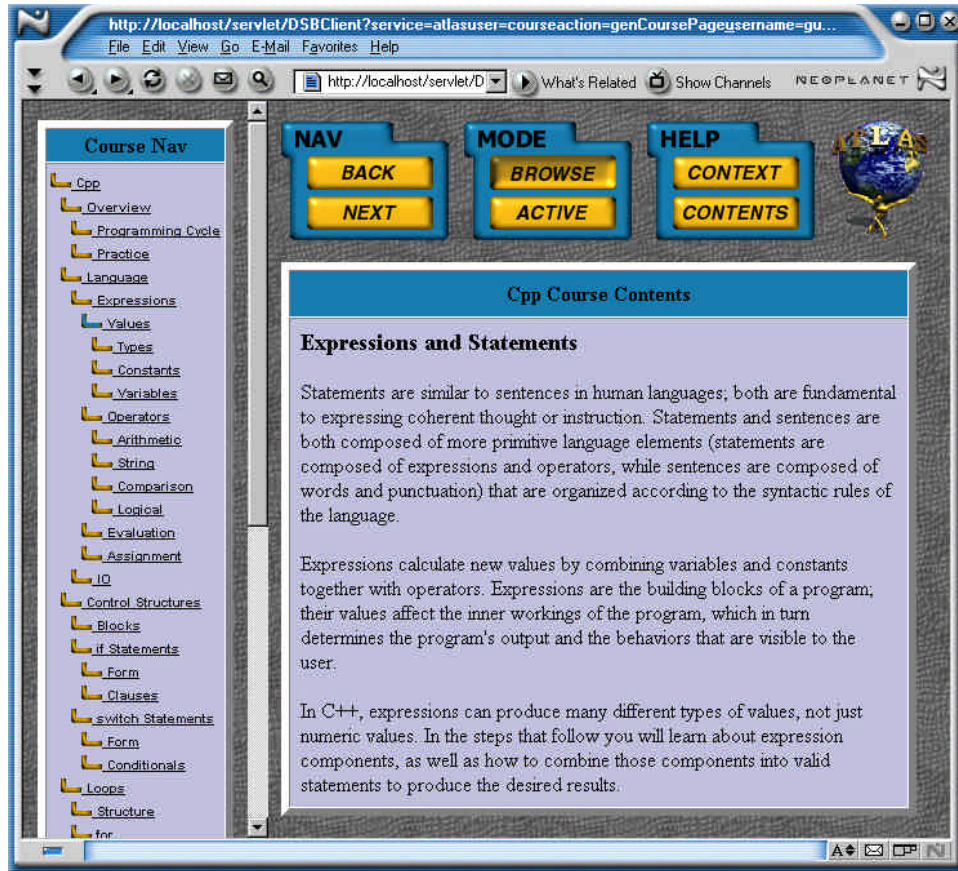 http://localhost/servlet/DSBClient?service=atlasuser=courseaction=genCoursePageusername=gu...
File Edit View Go E-Mail Favorites Help
http://localhost/servlet/D What's Related Show Channels NEOPLANET
Course Nav
Cpp
Overview
Programming Cycle
Practice
Language
Expressions
Values
Types
Constants
Variables
Operators
Arithmetic
String
Comparison
Logical
Evaluation
Assignment
IO
Control Structures
Blocks
if Statements
Form
Clauses
switch Statements
Form
Conditionals
Loops
Structure
for
NAV
BACK
NEXT
MODE
BROWSE
ACTIVE
HELP
CONTEXT
CONTENTS
ATLAS
Cpp Course Contents
Expressions and Statements
Statements are similar to sentences in human languages; both are fundamental
to expressing coherent thought or instruction. Statements and sentences are
both composed of more primitive language elements (statements are
composed of expressions and operators, while sentences are composed of
words and punctuation) that are organized according to the syntactic rules of
the language.
Expressions calculate new values by combining variables and constants
together with operators. Expressions are the building blocks of a program;
their values affect the inner workings of the program, which in turn
determines the program's output and the behaviors that are visible to the
user.
In C++, expressions can produce many different types of values, not just
numeric values. In the steps that follow you will learn about expression
components, as well as how to combine those components into valid
statements to produce the desired results.
A